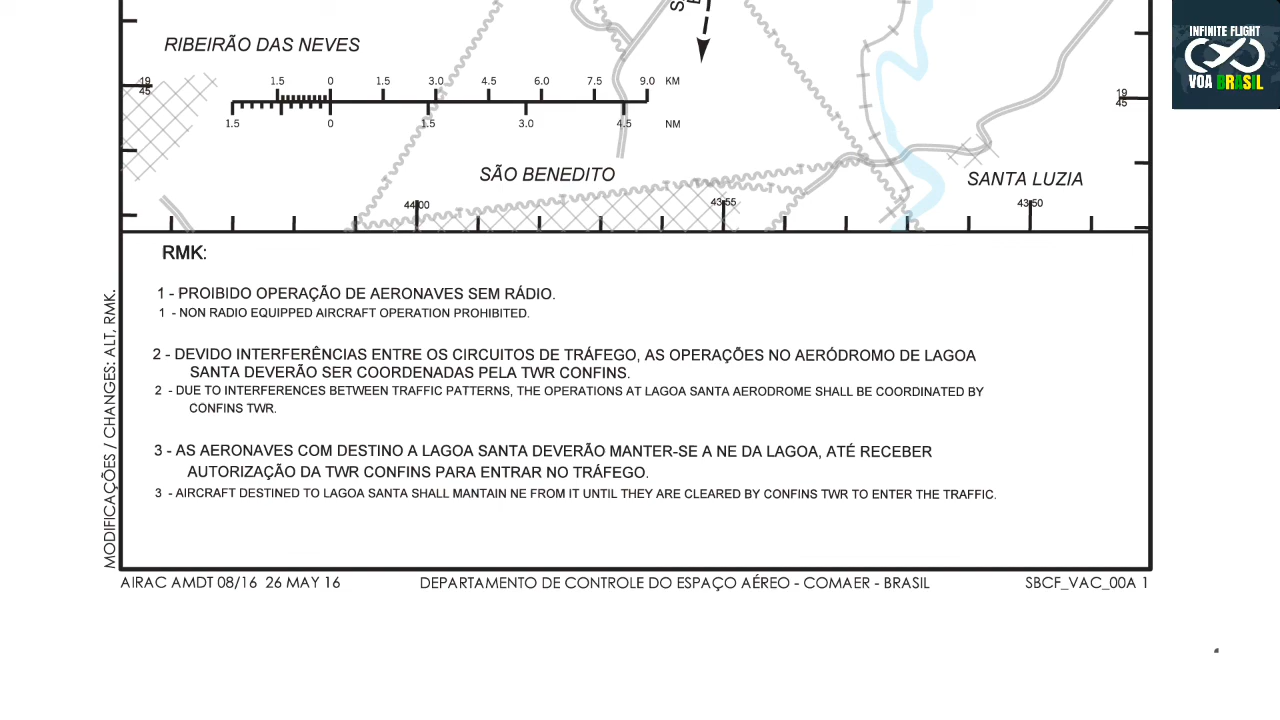 INFINITE FLIGHT
VOA BRASIL
RIBEIRÃO DAS NEVES
19
45
1.5 0 1.5 3.0 4.5 6.0 7.5 9.0 KM
1.5 0 1.5 3.0 4.5 NM
19
45
SÃO BENEDITO
SANTA LUZIA
44 00
43 55
43 50
RMK:
1 - PROIBIDO OPERAÇÃO DE AERONAVES SEM RÁDIO.
1 - NON RADIO EQUIPPED AIRCRAFT OPERATION PROHIBITED.
2 - DEVIDO INTERFERÊNCIAS ENTRE OS CIRCUITOS DE TRÁFEGO, AS OPERAÇÕES NO AERÓDROMO DE LAGOA
SANTA DEVERÃO SER COORDENADAS PELA TWR CONFINS.
2 - DUE TO INTERFERENCES BETWEEN TRAFFIC PATTERNS, THE OPERATIONS AT LAGOA SANTA AERODROME SHALL BE COORDINATED BY
CONFINS TWR.
3 - AS AERONAVES COM DESTINO A LAGOA SANTA DEVERÃO MANTER-SE A NE DA LAGOA, ATÉ RECEBER
AUTORIZAÇÃO DA TWR CONFINS PARA ENTRAR NO TRÁFEGO.
3 - AIRCRAFT DESTINED TO LAGOA SANTA SHALL MANTAIN NE FROM IT UNTIL THEY ARE CLEARED BY CONFINS TWR TO ENTER THE TRAFFIC.
MODIFICAÇÕES / CHANGES: ALT, RMK.
AIRAC AMDT 08/16 26 MAY 16
DEPARTAMENTO DE CONTROLE DO ESPAÇO AÉREO - COMAER - BRASIL
SBCF_VAC_00A 1